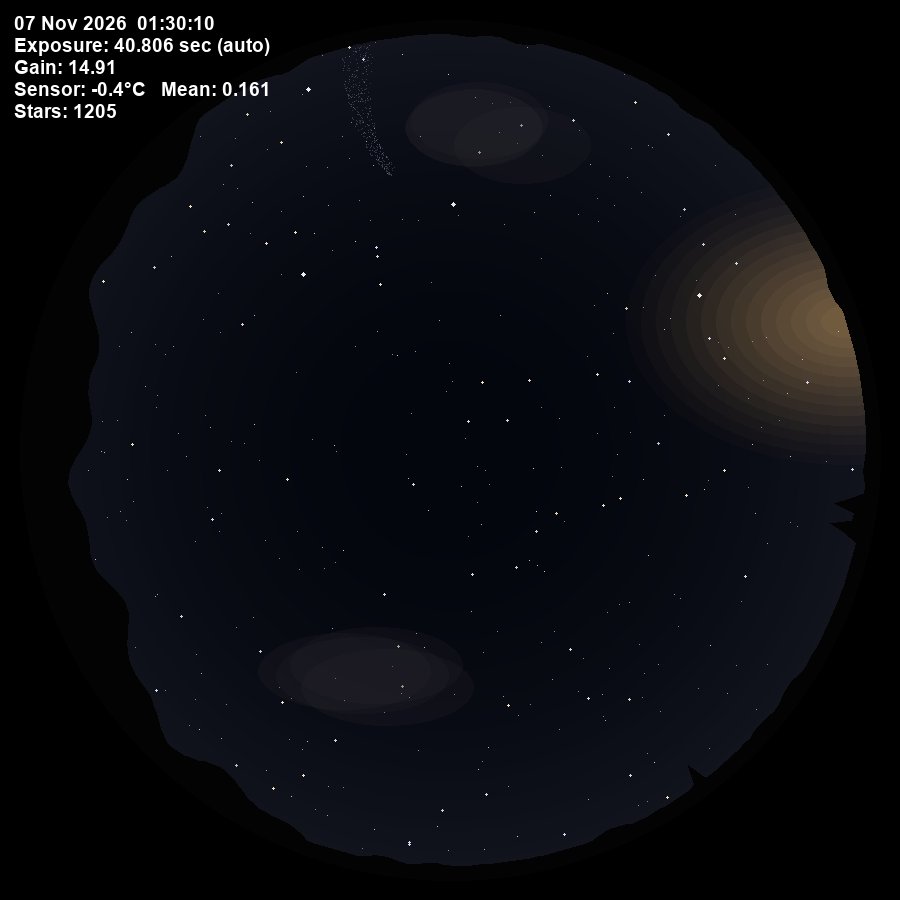 07 Nov 2026  01:30:10
Exposure: 40.806 sec (auto)
Gain: 14.91
Sensor: -0.4°C   Mean: 0.161
Stars: 1205